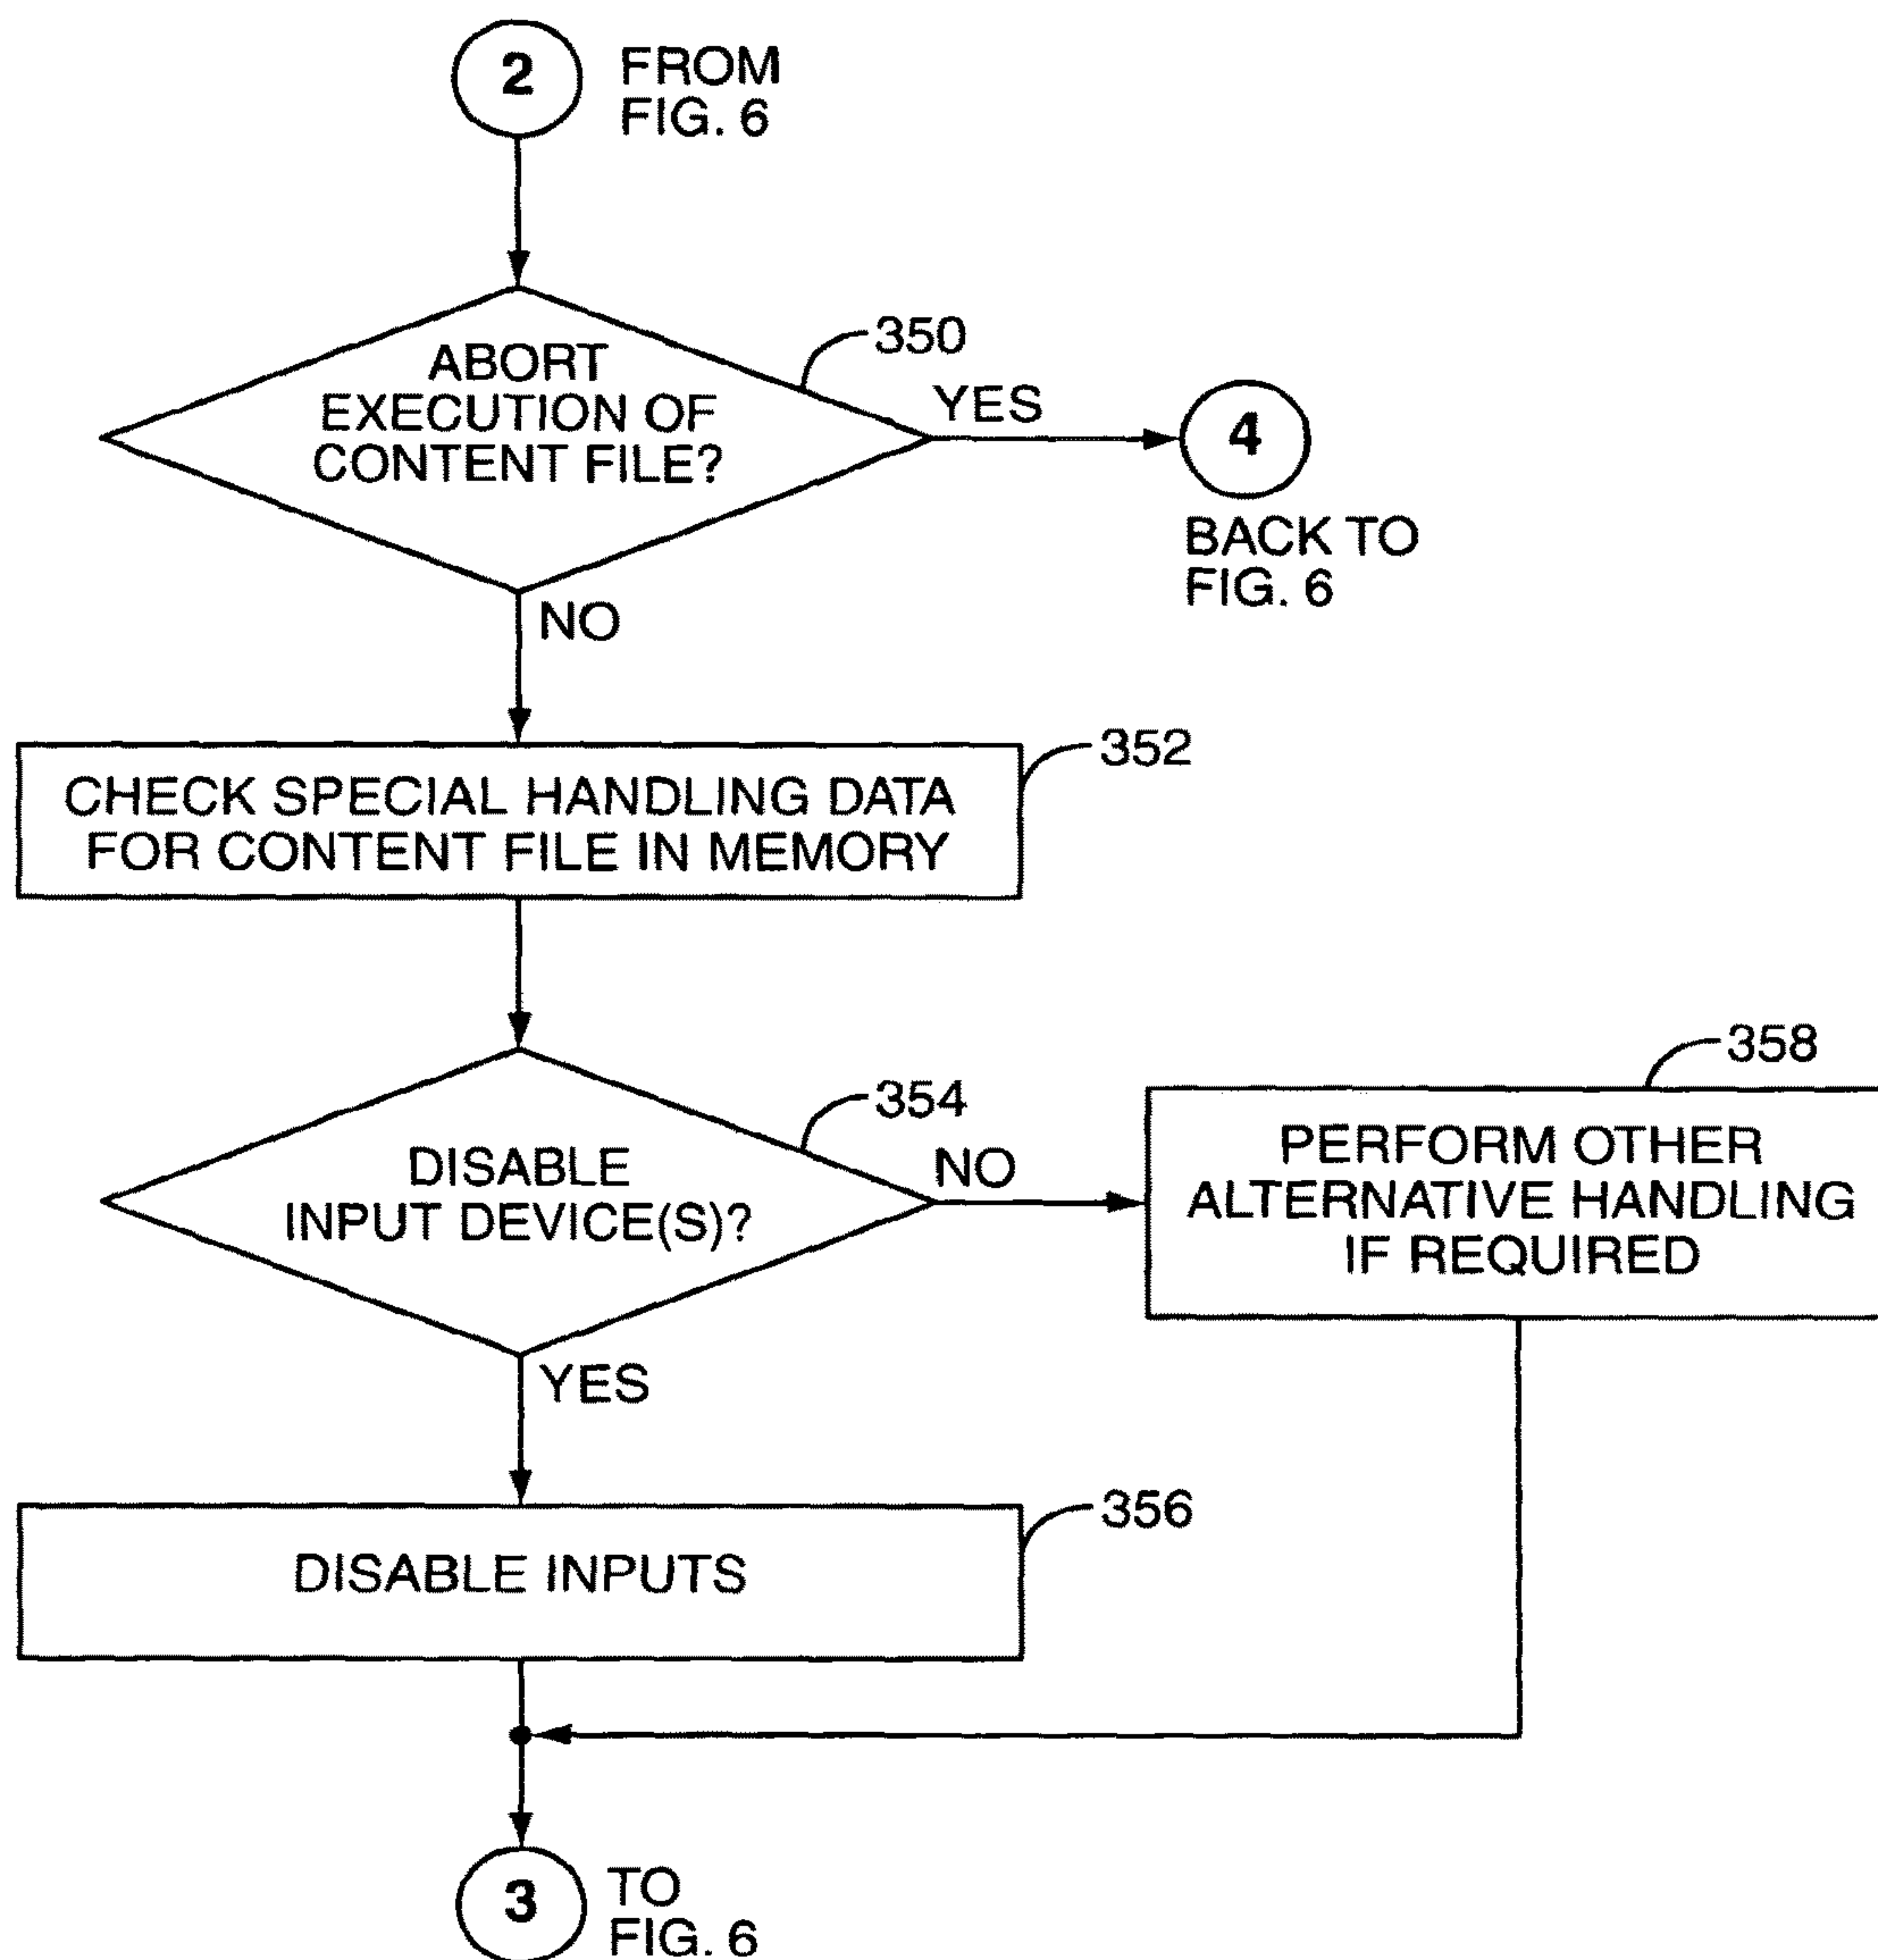 2
FROM
FIG. 6
350
ABORT
EXECUTION OF
CONTENT FILE?
YES
4
BACK TO
FIG. 6
NO
352
CHECK SPECIAL HANDLING DATA
FOR CONTENT FILE IN MEMORY
354
DISABLE
INPUT DEVICE(S)?
NO
358
PERFORM OTHER
ALTERNATIVE HANDLING
IF REQUIRED
YES
356
DISABLE INPUTS
3
TO
FIG. 6